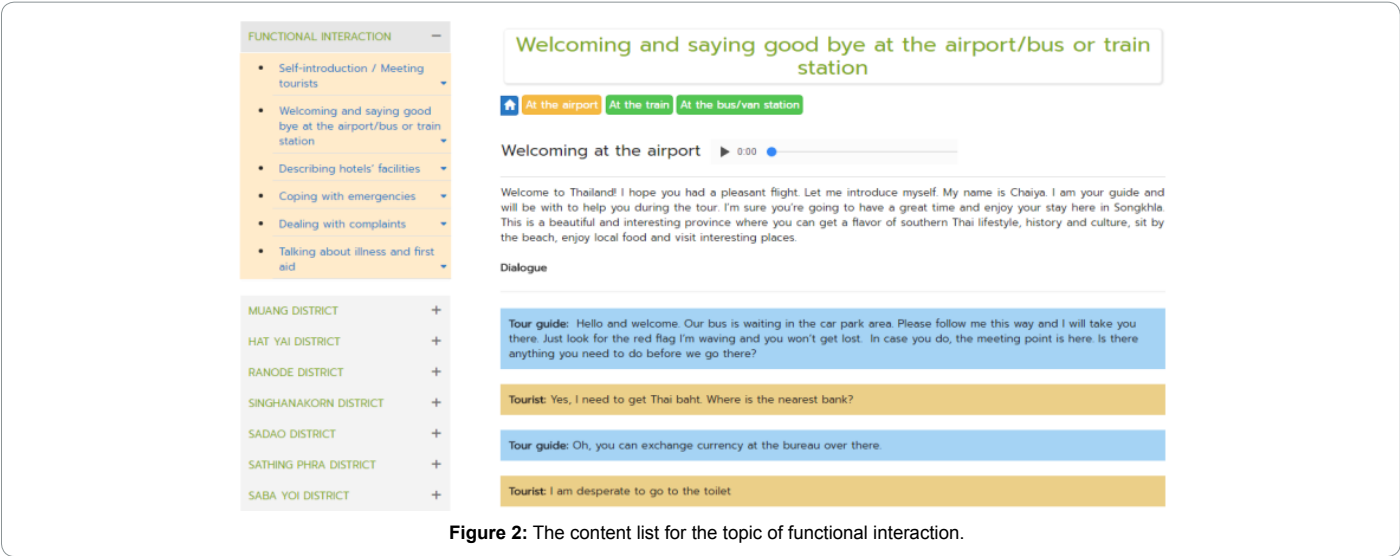 FUNCTIONAL INTERACTION
Self-introduction / Meeting
tourists
Welcoming and saying good
bye at the airport/bus or train
station
Describing hotels' facilities
Coping with emergencies
Dealing with complaints
Talking about illness and first
aid
MUANG DISTRICT
HAT YAI DISTRICT
RANODE DISTRICT
SINGHANAKORN DISTRICT
SADAO DISTRICT
SATHING PHRA DISTRICT
SABA YOI DISTRICT
Welcoming and saying good bye at the airport/bus or train
station
At the airport At the train At the bus/van station
Welcoming at the airport 0:00
Welcome to Thailand! I hope you had a pleasant flight. Let me introduce myself. My name is Chaiya. I am your guide and
will be with to help you during the tour. I'm sure you're going to have a great time and enjoy your stay here in Songkhla.
This is a beautiful and interesting province where you can get a flavor of southern Thai lifestyle, history and culture, sit by
the beach, enjoy local food and visit interesting places.
Dialogue
Tour guide: Hello and welcome. Our bus is waiting in the car park area. Please follow me this way and I will take you
there. Just look for the red flag I'm waving and you won't get lost. In case you do, the meeting point is here. Is there
anything you need to do before we go there?
Tourist: Yes, I need to get Thai baht. Where is the nearest bank?
Tour guide: Oh, you can exchange currency at the bureau over there.
Tourist: I am desperate to go to the toilet
Figure 2: The content list for the topic of functional interaction.